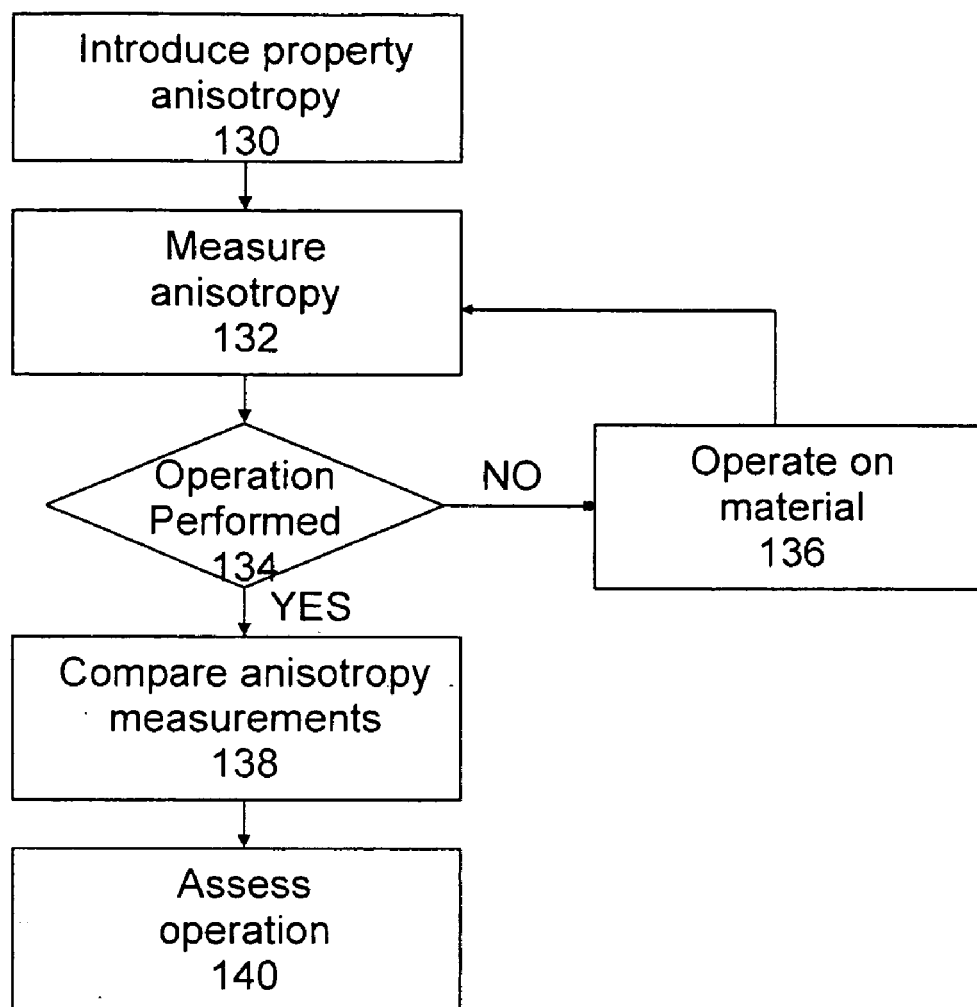 Introduce property
anisotropy
130
Measure
anisotropy
132
Operation
Performed
134
NO
Operate on
material
136
YES
Compare anisotropy
measurements
138
Assess
operation
140